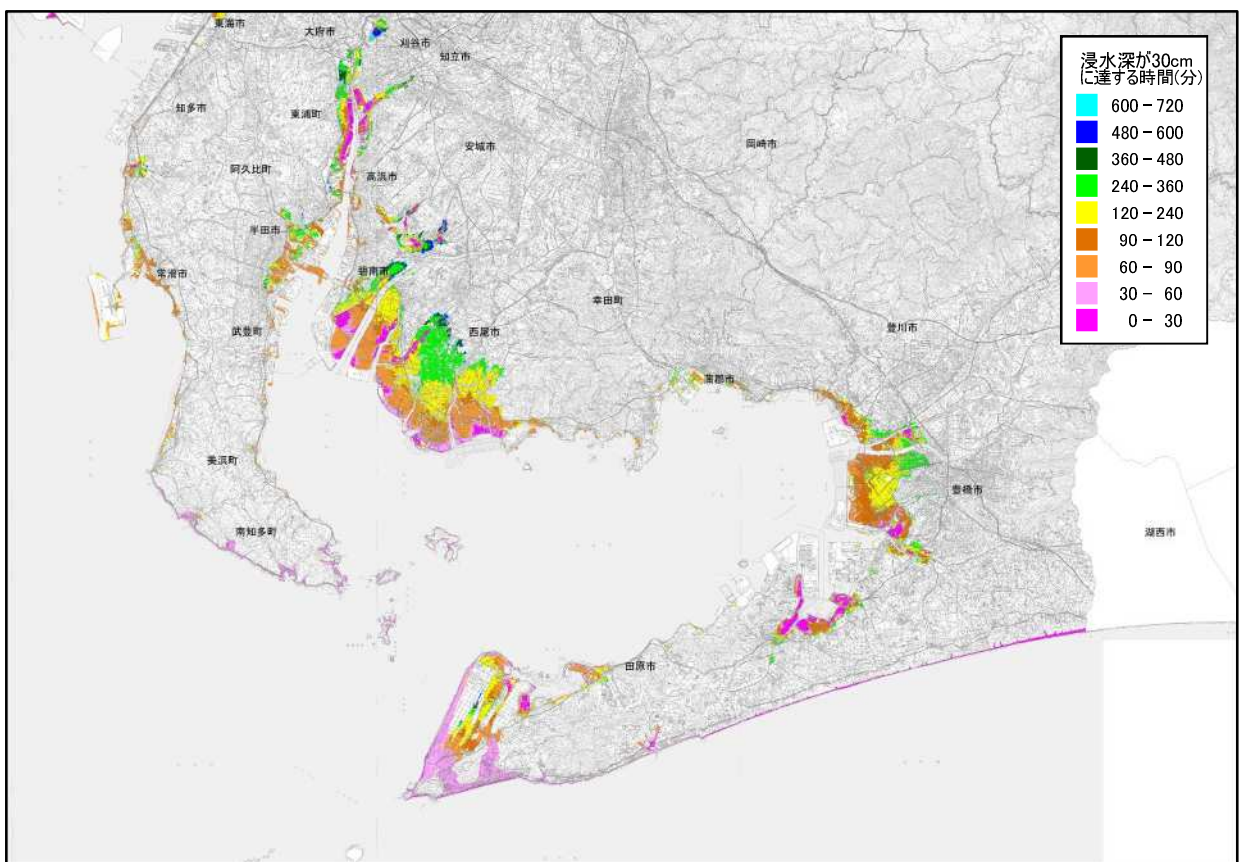 東海市
大府市
刈谷市
知立市
知多市
東浦町
安城市
岡崎市
阿久比町
高浜市
半田市
碧南市
常滑市
幸田町
武豊町
西尾市
豊川市
蒲郡市
美浜町
豊橋市
南知多町
湖西市
田原市
浸水深が30cm
に達する時間(分)
600 - 720
480 - 600
360 - 480
240 - 360
120 - 240
90 - 120
60 - 90
30 - 60
0 - 30